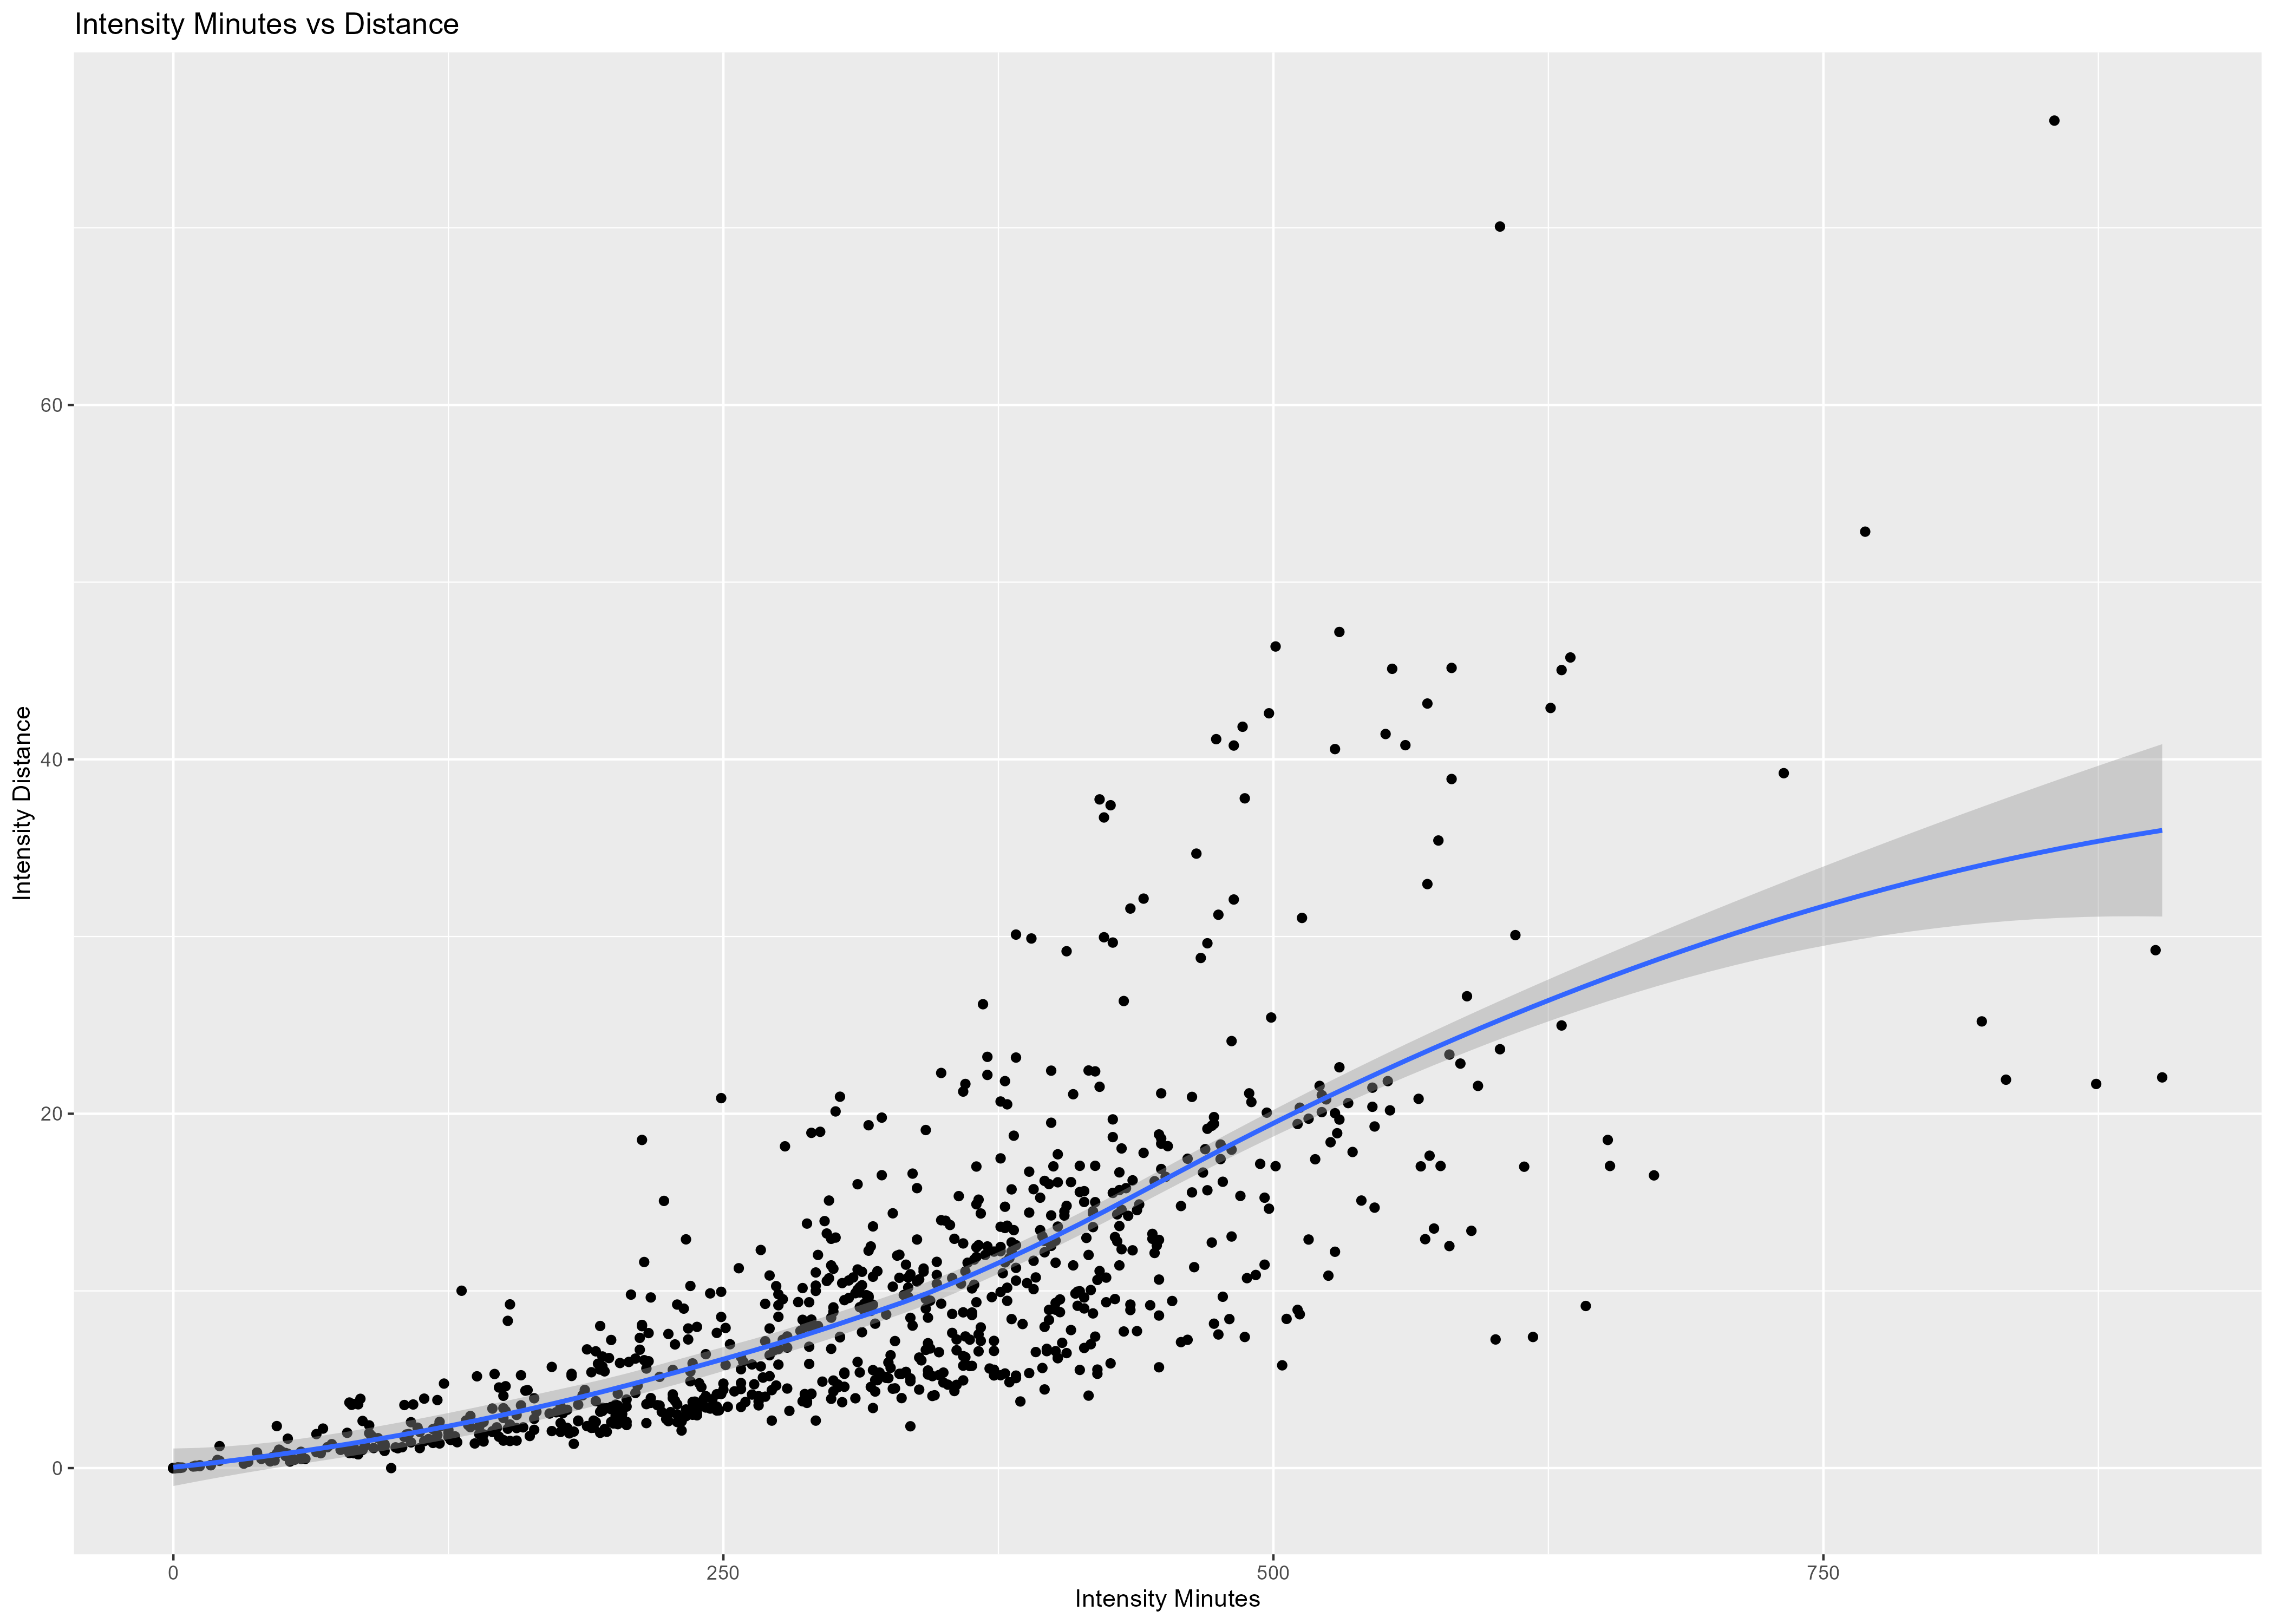 Intensity Minutes vs Distance
60
40
20
0
Intensity Distance
0 250 500 750
Intensity Minutes